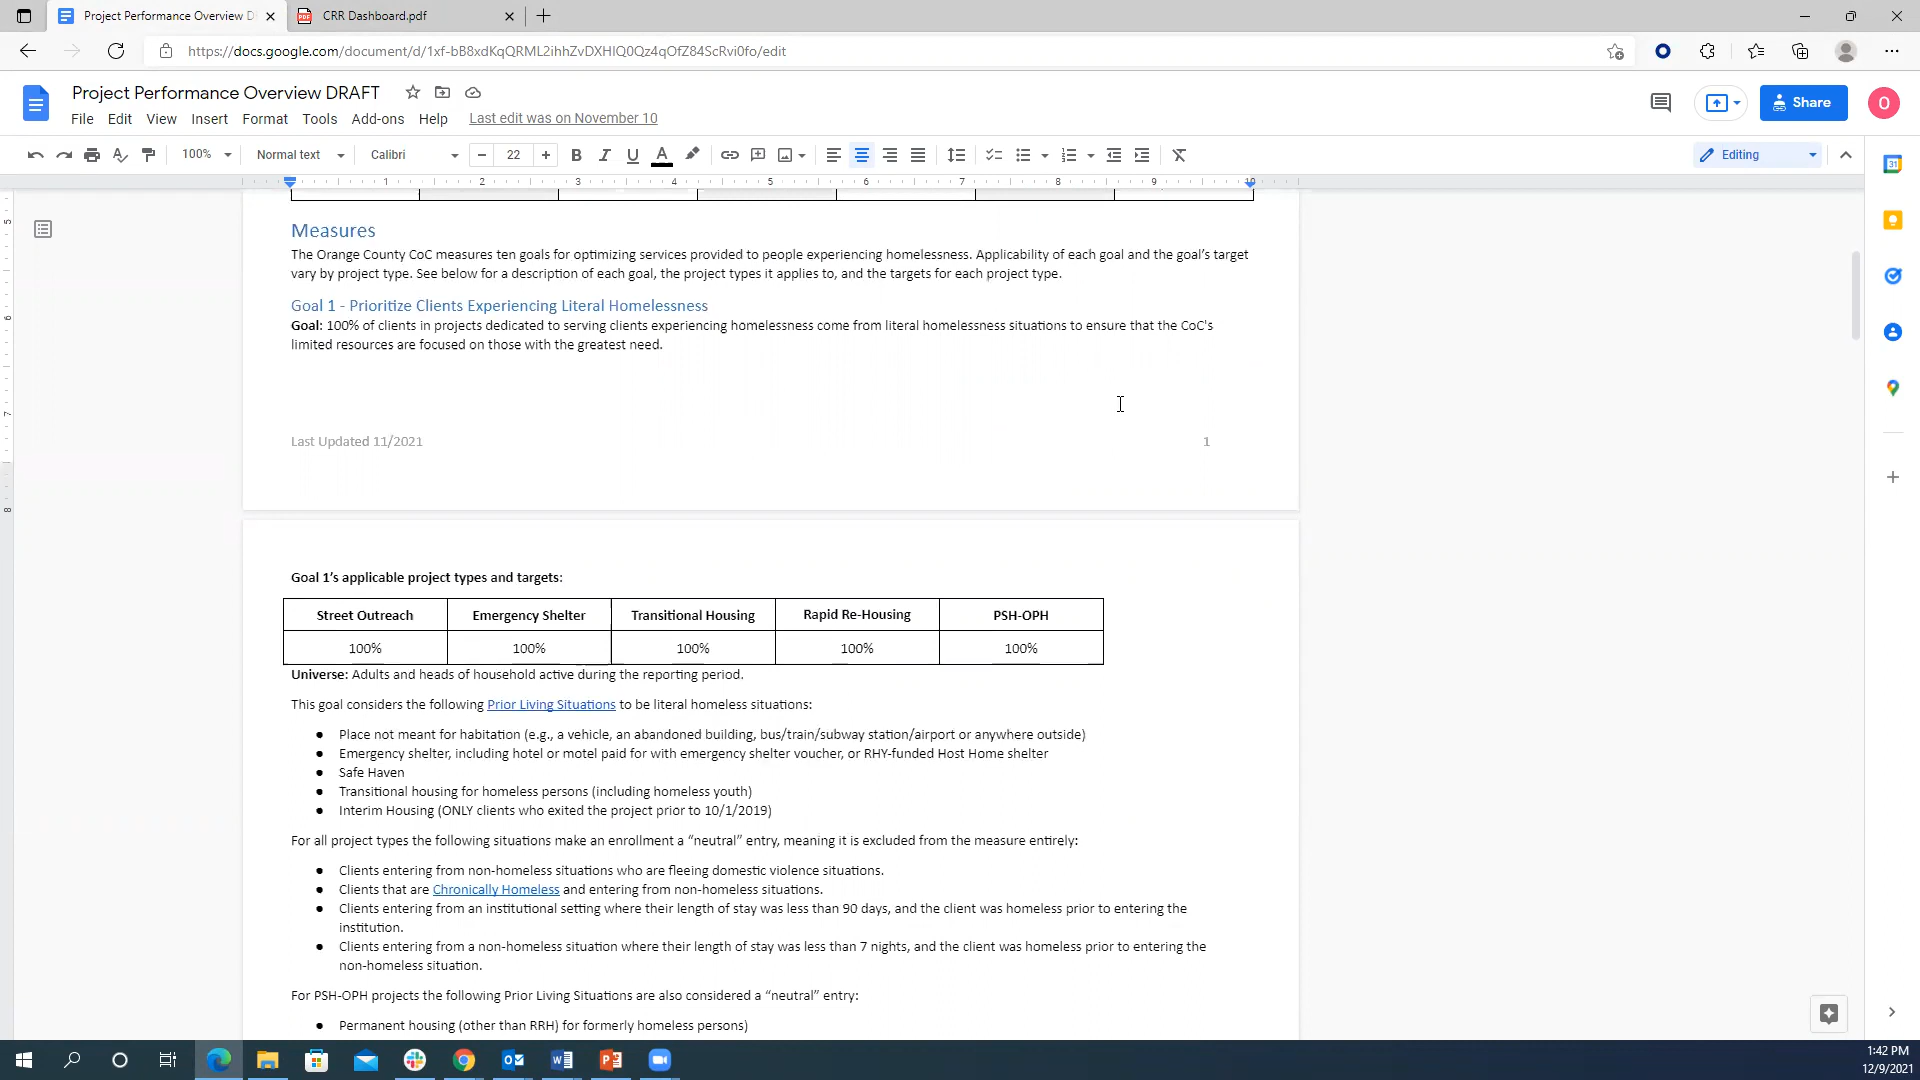 Project Performance Overview D
CRR Dashboard.pdf
https://docs.google.com/document/d/1xf-bB8xdKqQRML2ihhZvDXHIQ0Qz4qOfZ84ScRvi0fo/edit
Project Performance Overview DRAFT
File Edit View Insert Format Tools Add-ons Help Last edit was on November 10
Share
O
100% Normal text Calibri 22 Editing
1 2 3 4 5 6 7 8 9 10
Measures
The Orange County CoC measures ten goals for optimizing services provided to people experiencing homelessness. Applicability of each goal and the goal's target
vary by project type. See below for a description of each goal, the project types it applies to, and the targets for each project type.
Goal 1 - Prioritize Clients Experiencing Literal Homelessness
Goal: 100% of clients in projects dedicated to serving clients experiencing homelessness come from literal homelessness situations to ensure that the CoC's
limited resources are focused on those with the greatest need.
Last Updated 11/2021 1
Goal 1's applicable project types and targets:
Street Outreach Emergency Shelter Transitional Housing Rapid Re-Housing PSH-OPH
100% 100% 100% 100% 100%
Universe: Adults and heads of household active during the reporting period.
This goal considers the following Prior Living Situations to be literal homeless situations:
● Place not meant for habitation (e.g., a vehicle, an abandoned building, bus/train/subway station/airport or anywhere outside)
● Emergency shelter, including hotel or motel paid for with emergency shelter voucher, or RHY-funded Host Home shelter
● Safe Haven
● Transitional housing for homeless persons (including homeless youth)
● Interim Housing (ONLY clients who exited the project prior to 10/1/2019)
For all project types the following situations make an enrollment a “neutral” entry, meaning it is excluded from the measure entirely:
● Clients entering from non-homeless situations who are fleeing domestic violence situations.
● Clients that are Chronically Homeless and entering from non-homeless situations.
● Clients entering from an institutional setting where their length of stay was less than 90 days, and the client was homeless prior to entering the
institution.
● Clients entering from a non-homeless situation where their length of stay was less than 7 nights, and the client was homeless prior to entering the
non-homeless situation.
For PSH-OPH projects the following Prior Living Situations are also considered a “neutral” entry:
● Permanent housing (other than RRH) for formerly homeless persons)
1:42 PM
12/9/2021